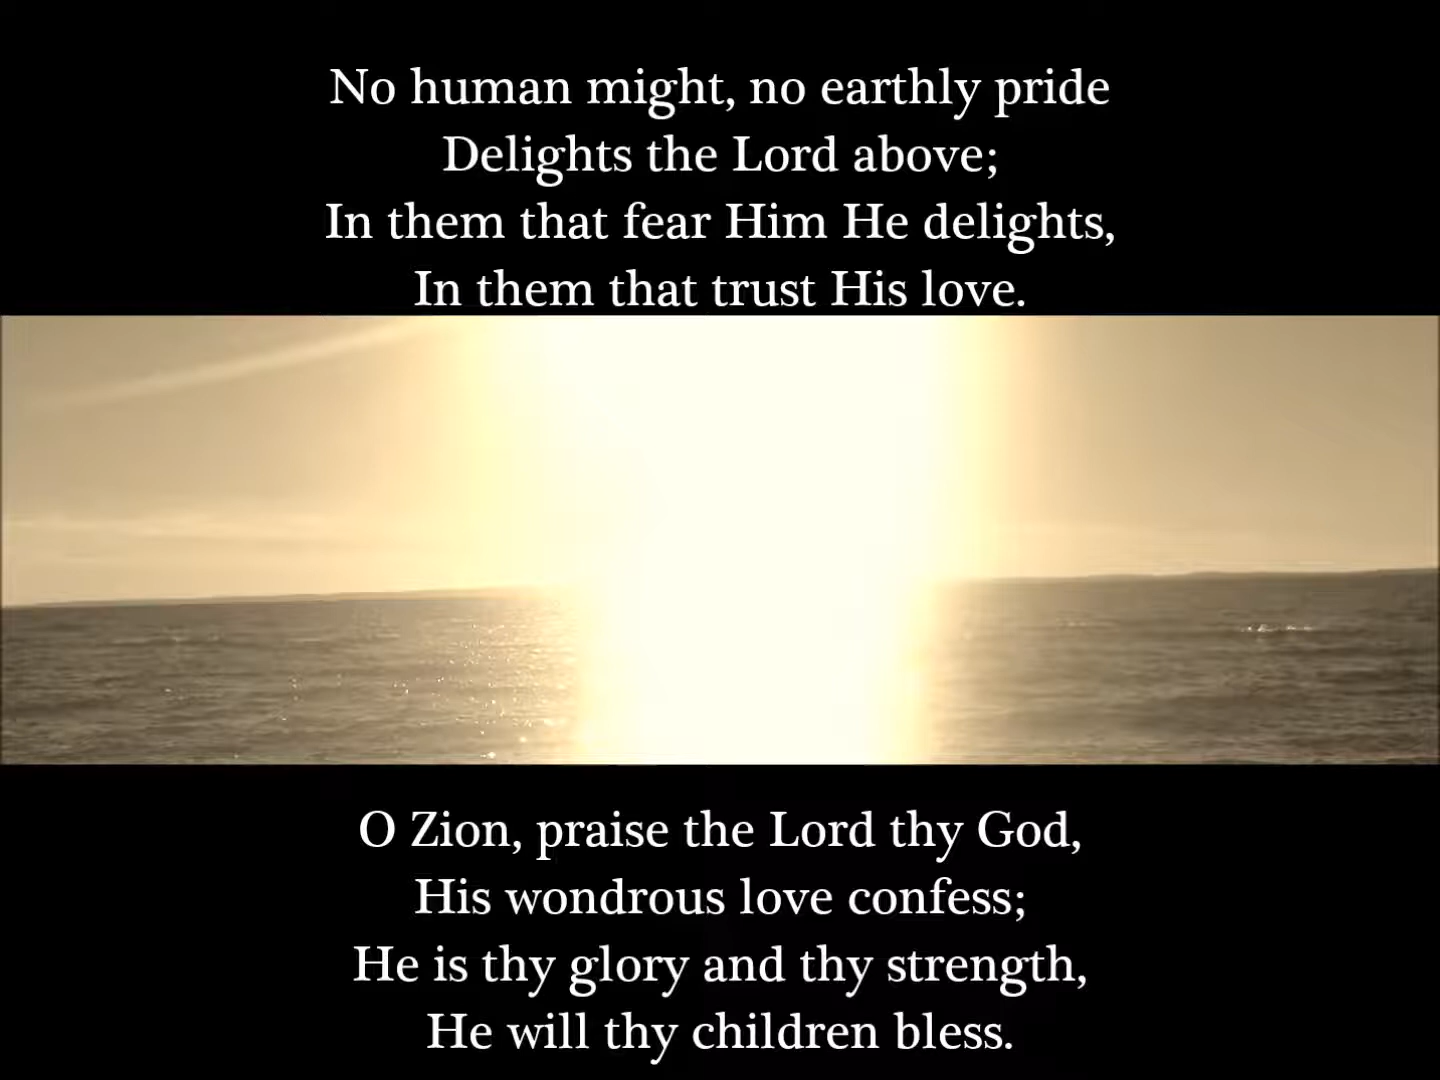 No human might, no earthly pride
Delights the Lord above;
In them that fear Him He delights,
In them that trust His love.
O Zion, praise the Lord thy God,
His wondrous love confess;
He is thy glory and thy strength,
He will thy children bless.